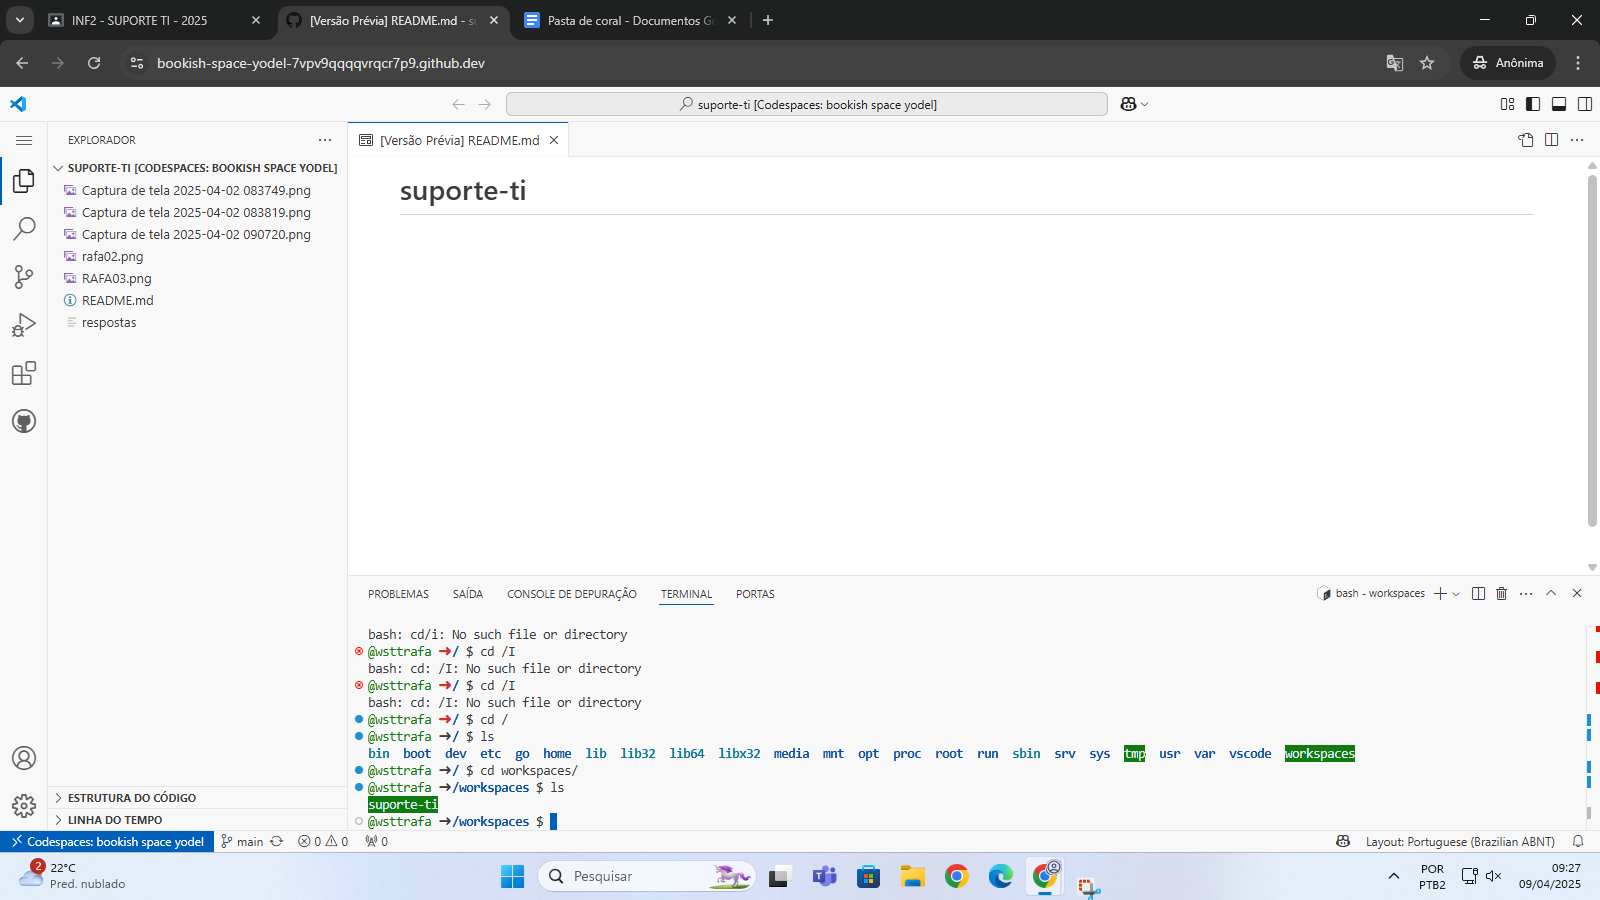 INF2 - SUPORTE TI - 2025
[Versão Prévia] README.md - su
Pasta de coral - Documentos Go
bookish-space-yodel-7vpv9qqqqvrqcr7p9.github.dev
Anônima
suporte-ti [Codespaces: bookish space yodel]
EXPLORADOR
[Versão Prévia] README.md
SUPORTE-TI [CODESPACES: BOOKISH SPACE YODEL]
Captura de tela 2025-04-02 083749.png
Captura de tela 2025-04-02 083819.png
Captura de tela 2025-04-02 090720.png
rafa02.png
RAFA03.png
README.md
respostas
suporte-ti
PROBLEMAS SAÍDA CONSOLE DE DEPURAÇÃO TERMINAL PORTAS
bash - workspaces
bash: cd/i: No such file or directory
@wsttrafa ➜/ $ cd /I
bash: cd: /I: No such file or directory
@wsttrafa ➜/ $ cd /I
bash: cd: /I: No such file or directory
@wsttrafa ➜/ $ cd /
@wsttrafa ➜/ $ ls
bin boot dev etc go home lib lib32 lib64 libx32 media mnt opt proc root run sbin srv sys tmp usr var vscode workspaces
@wsttrafa ➜/ $ cd workspaces/
@wsttrafa ➜/workspaces $ ls
suporte-ti
@wsttrafa ➜/workspaces $
ESTRUTURA DO CÓDIGO
LINHA DO TEMPO
Codespaces: bookish space yodel
main
0 0
0
Layout: Portuguese (Brazilian ABNT)
2
22°C
Pred. nublado
Pesquisar
POR
PTB2
09:27
09/04/2025